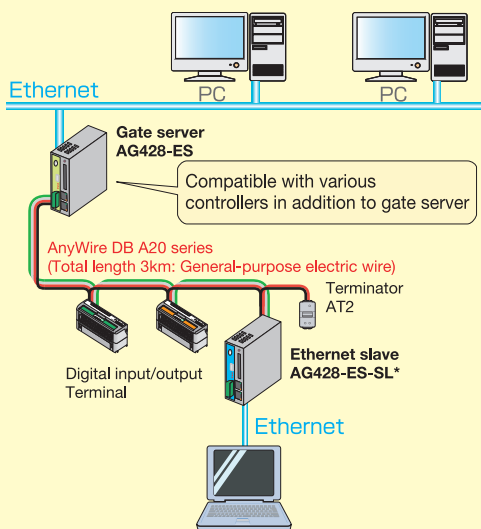 Ethernet
PC
PC
Gate server
AG428-ES
Compatible with various
controllers in addition to gate server
AnyWire DB A20 series
(Total length 3km: General-purpose electric wire)
Terminator
AT2
Digital input/output
Terminal
Ethernet slave
AG428-ES-SL*
Ethernet